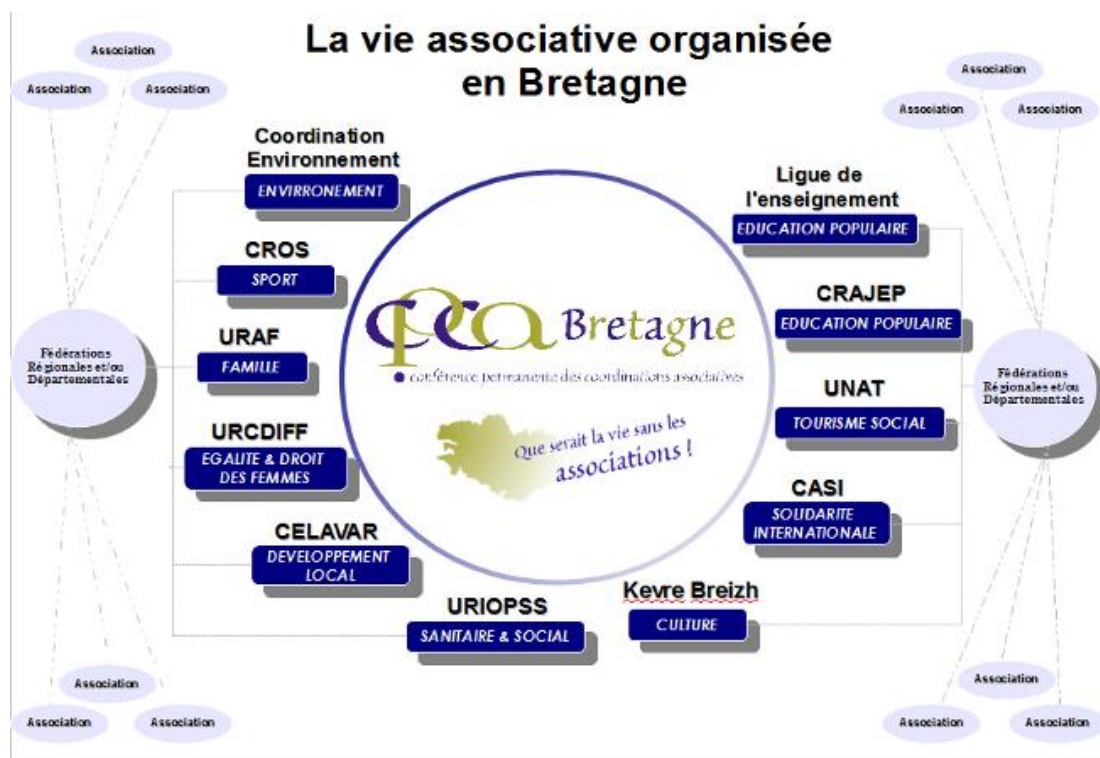 La vie associative organisée
en Bretagne
Association
Association
Association
Association
Association
Association
Coordination
Environnement
ENVIRRONEMENT
CROS
SPORT
URAF
FAMILLE
URCDIFF
EGALITE & DROIT
DES FEMMES
CELAVAR
DEVELOPPEMENT
LOCAL
URIOPSS
SANITAIRE & SOCIAL
Fédérations
Régionales et/ou
Départementales
cpca Bretagne
conférence permanente des coordinations associatives
Que serait la vie sans les
associations !
Ligue de
l'enseignement
EDUCATION POPULAIRE
CRAJEP
EDUCATION POPULAIRE
UNAT
TOURISME SOCIAL
CASI
SOLIDARITE
INTERNATIONALE
Kevre Breizh
CULTURE
Fédérations
Régionales et/ou
Départementales
Association
Association
Association
Association
Association
Association